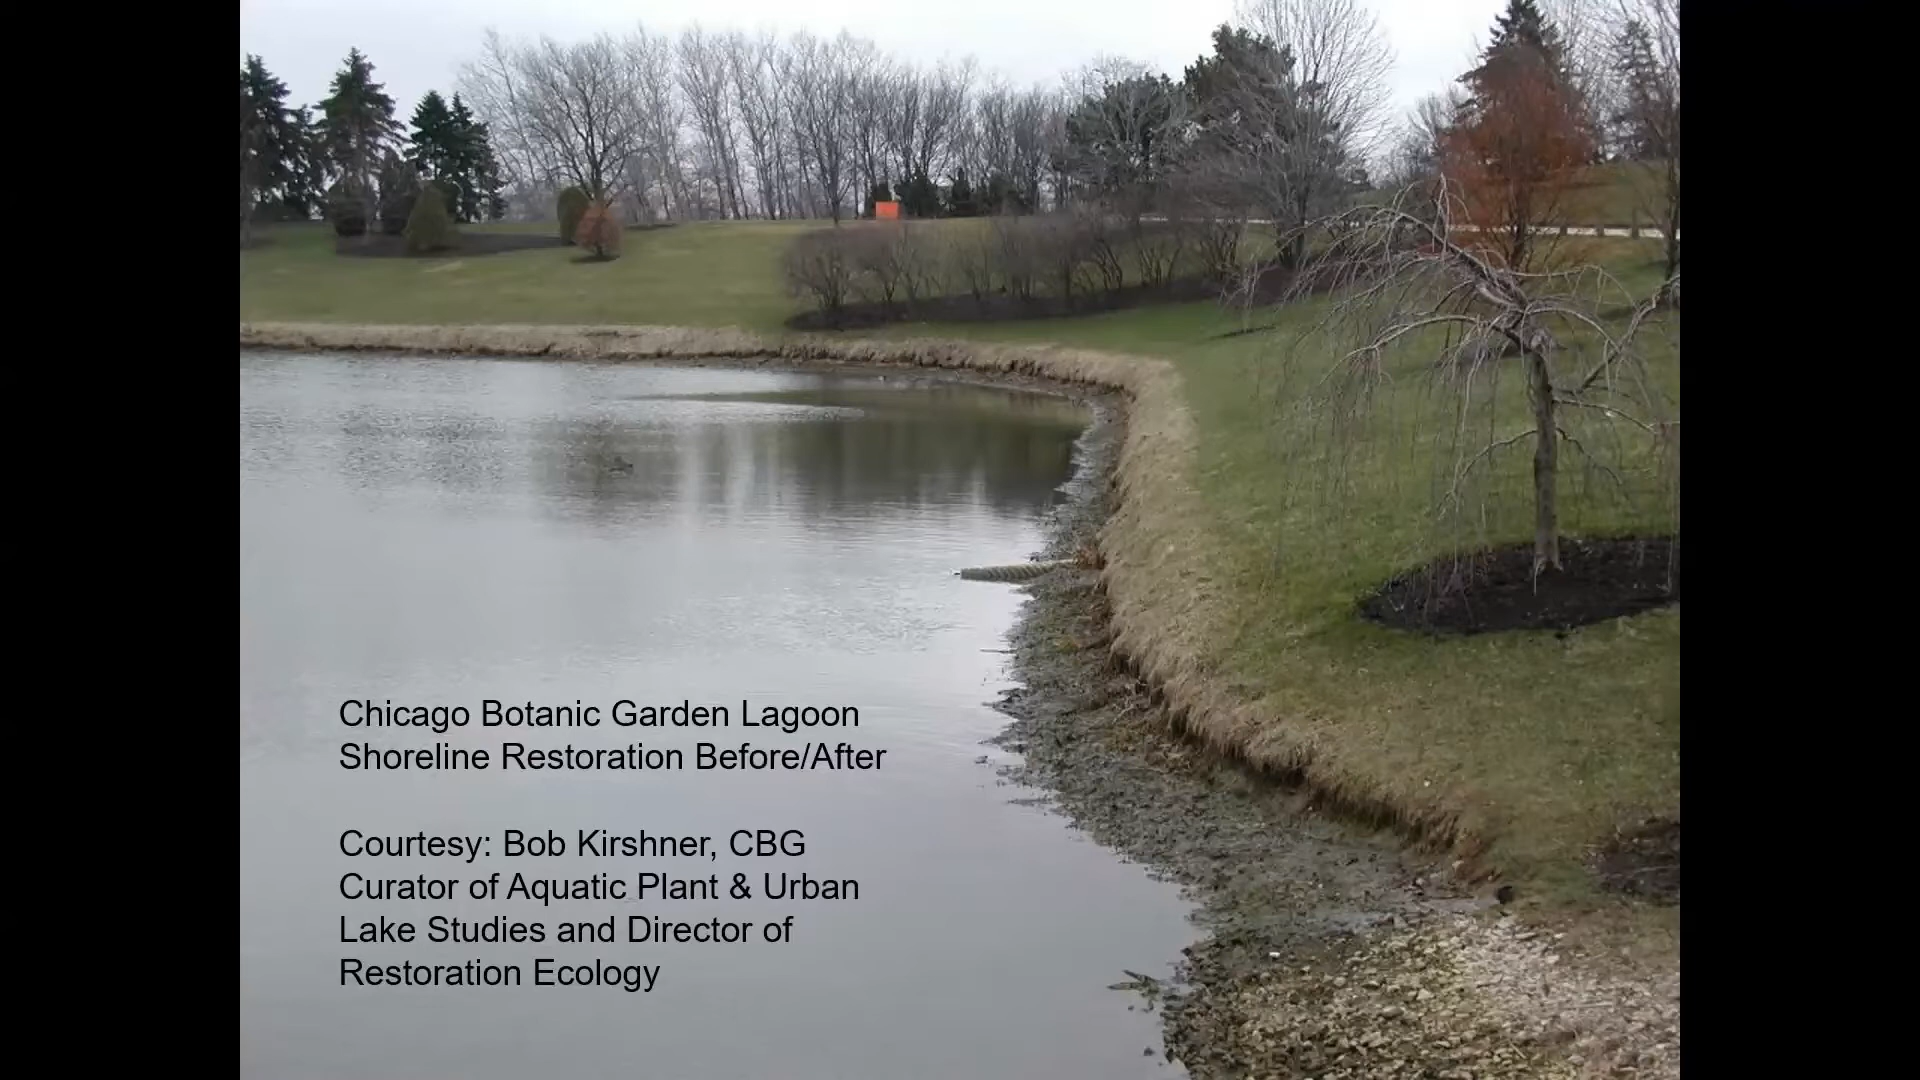 Chicago Botanic Garden Lagoon
Shoreline Restoration Before/After
Courtesy: Bob Kirshner, CBG
Curator of Aquatic Plant & Urban
Lake Studies and Director of
Restoration Ecology